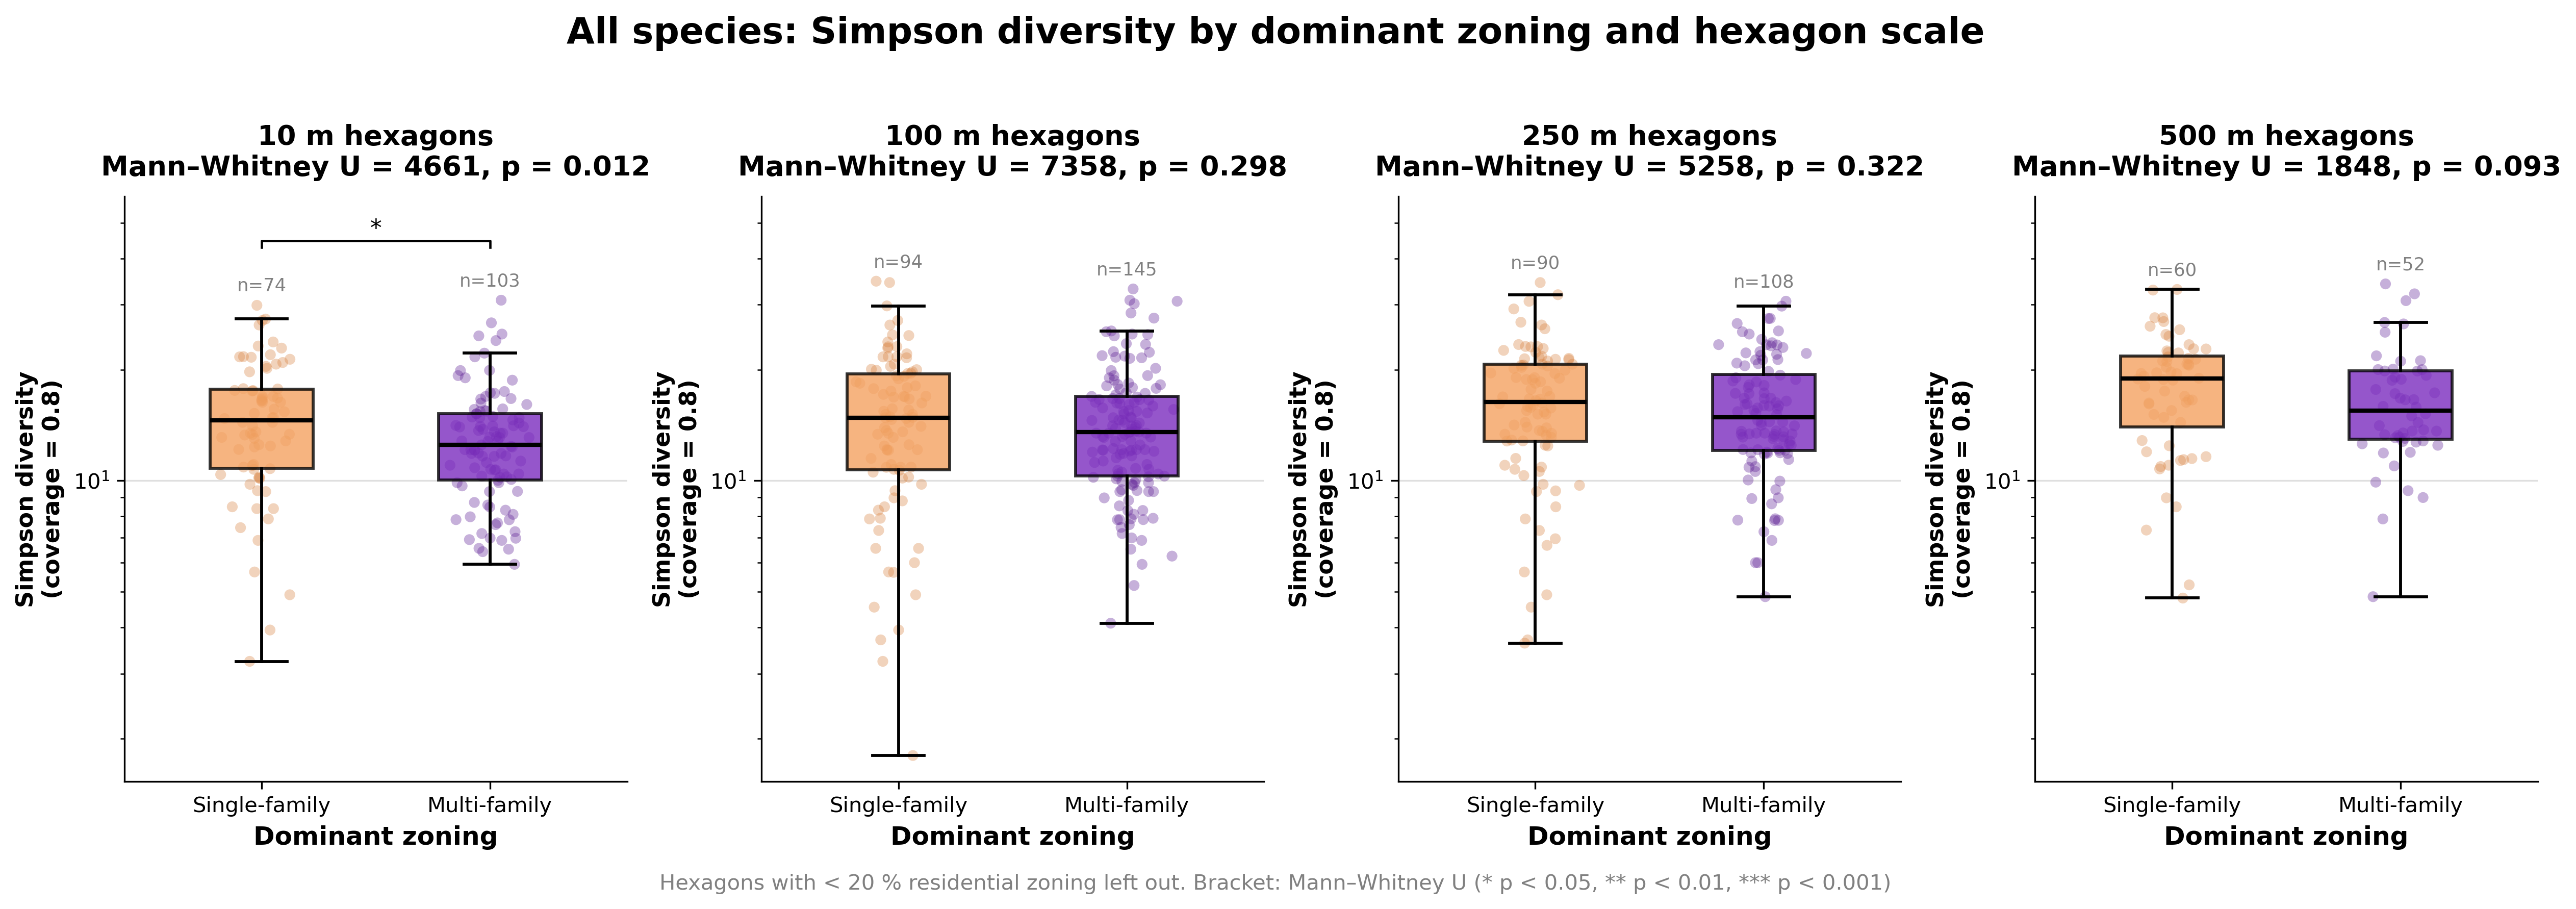 All species: Simpson diversity by dominant zoning and hexagon scale
10 m hexagons
Mann–Whitney U = 4661, p = 0.012
*
n=74
n=103
Simpson diversity
(coverage = 0.8)
10¹
Single-family
Multi-family
Dominant zoning
100 m hexagons
Mann–Whitney U = 7358, p = 0.298
n=94
n=145
Simpson diversity
(coverage = 0.8)
10¹
Single-family
Multi-family
Dominant zoning
250 m hexagons
Mann–Whitney U = 5258, p = 0.322
n=90
n=108
Simpson diversity
(coverage = 0.8)
10¹
Single-family
Multi-family
Dominant zoning
500 m hexagons
Mann–Whitney U = 1848, p = 0.093
n=60
n=52
Simpson diversity
(coverage = 0.8)
10¹
Single-family
Multi-family
Dominant zoning
Hexagons with < 20 % residential zoning left out. Bracket: Mann–Whitney U (* p < 0.05, ** p < 0.01, *** p < 0.001)